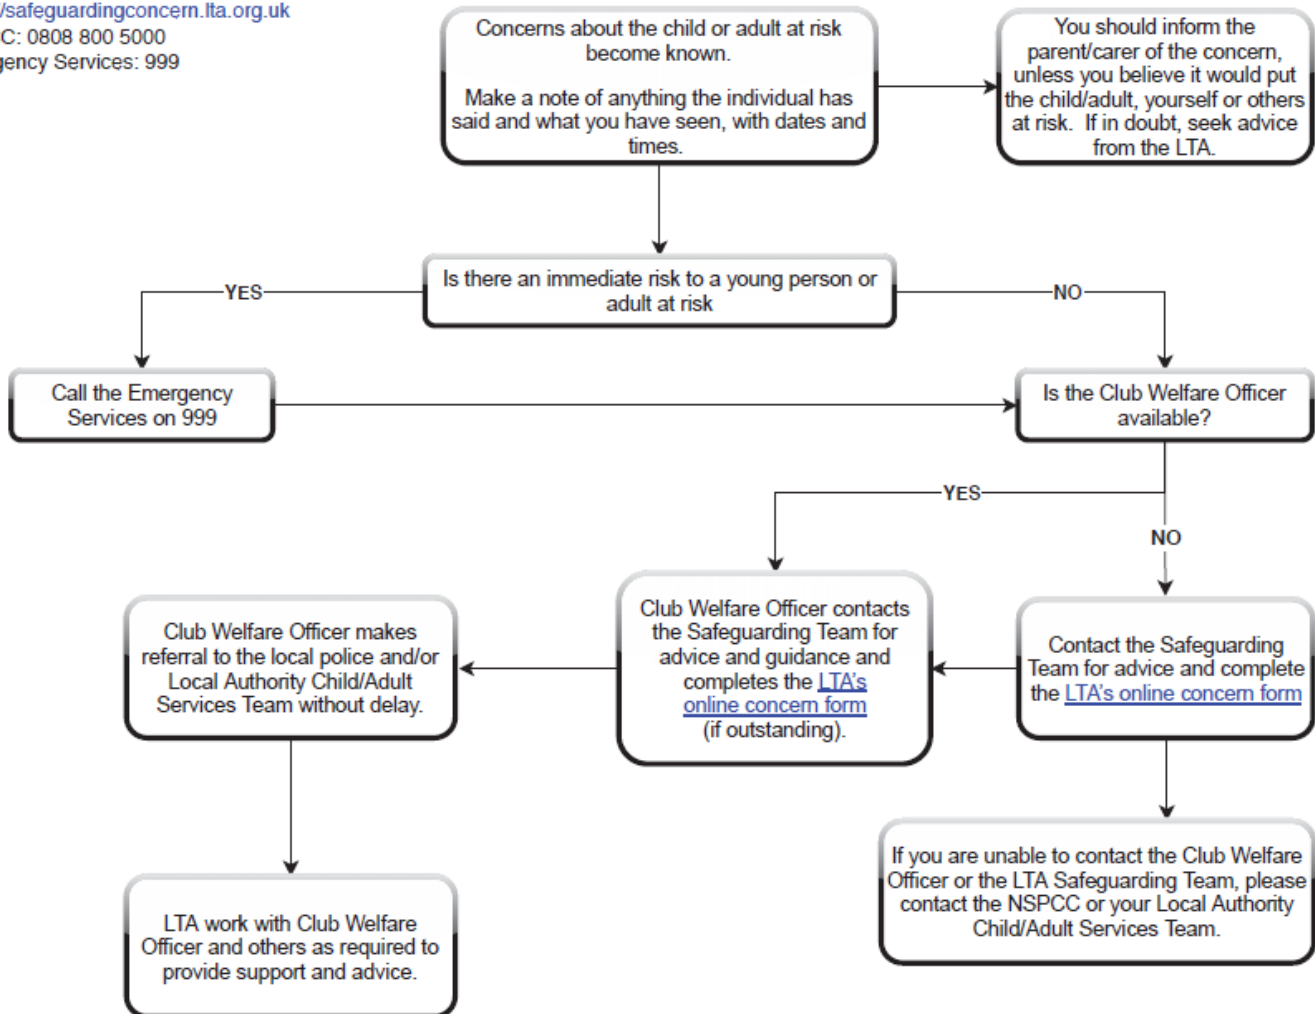 /safeguardingconcern.lta.org.uk
C: 0808 800 5000
gency Services: 999
Concerns about the child or adult at risk
become known.
Make a note of anything the individual has
said and what you have seen, with dates and
times.
You should inform the
parent/carer of the concern,
unless you believe it would put
the child/adult, yourself or others
at risk. If in doubt, seek advice
from the LTA.
Is there an immediate risk to a young person or
adult at risk
YES
NO
Call the Emergency
Services on 999
Is the Club Welfare Officer
available?
YES
NO
Club Welfare Officer makes
referral to the local police and/or
Local Authority Child/Adult
Services Team without delay.
Club Welfare Officer contacts
the Safeguarding Team for
advice and guidance and
completes the LTA's
online concern form
(if outstanding).
Contact the Safeguarding
Team for advice and complete
the LTA's online concern form
If you are unable to contact the Club Welfare
Officer or the LTA Safeguarding Team, please
contact the NSPCC or your Local Authority
Child/Adult Services Team.
LTA work with Club Welfare
Officer and others as required to
provide support and advice.